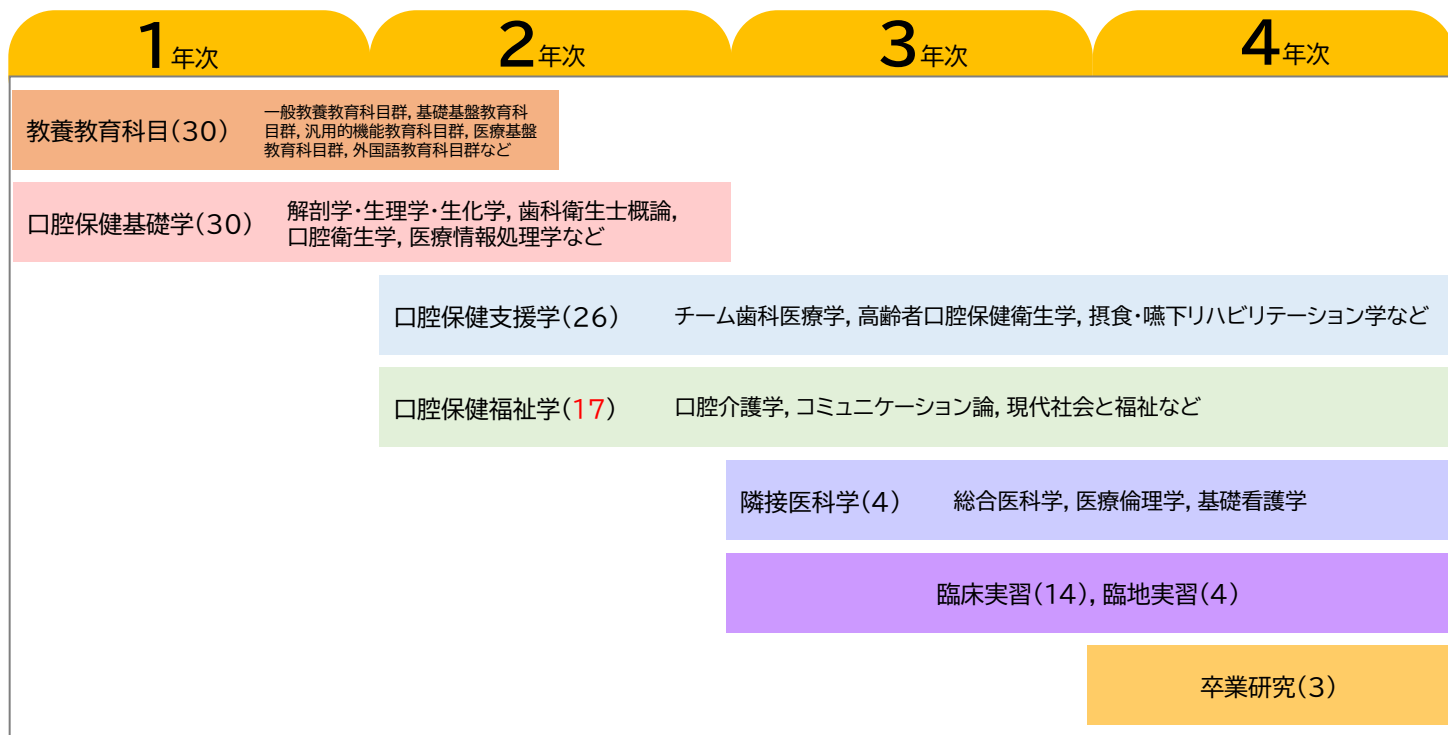 1年次
2年次
3年次
4年次
教養教育科目(30)
一般教養教育科目群, 基礎基盤教育科
目群, 汎用的機能教育科目群, 医療基盤
教育科目群, 外国語教育科目群など
口腔保健基礎学(30)
解剖学・生理学・生化学, 歯科衛生士概論,
口腔衛生学, 医療情報処理学など
口腔保健支援学(26)
チーム歯科医療学, 高齢者口腔保健衛生学, 摂食・嚥下リハビリテーション学など
口腔保健福祉学(17)
口腔介護学, コミュニケーション論, 現代社会と福祉など
隣接医科学(4)
総合医科学, 医療倫理学, 基礎看護学
臨床実習(14), 臨地実習(4)
卒業研究(3)